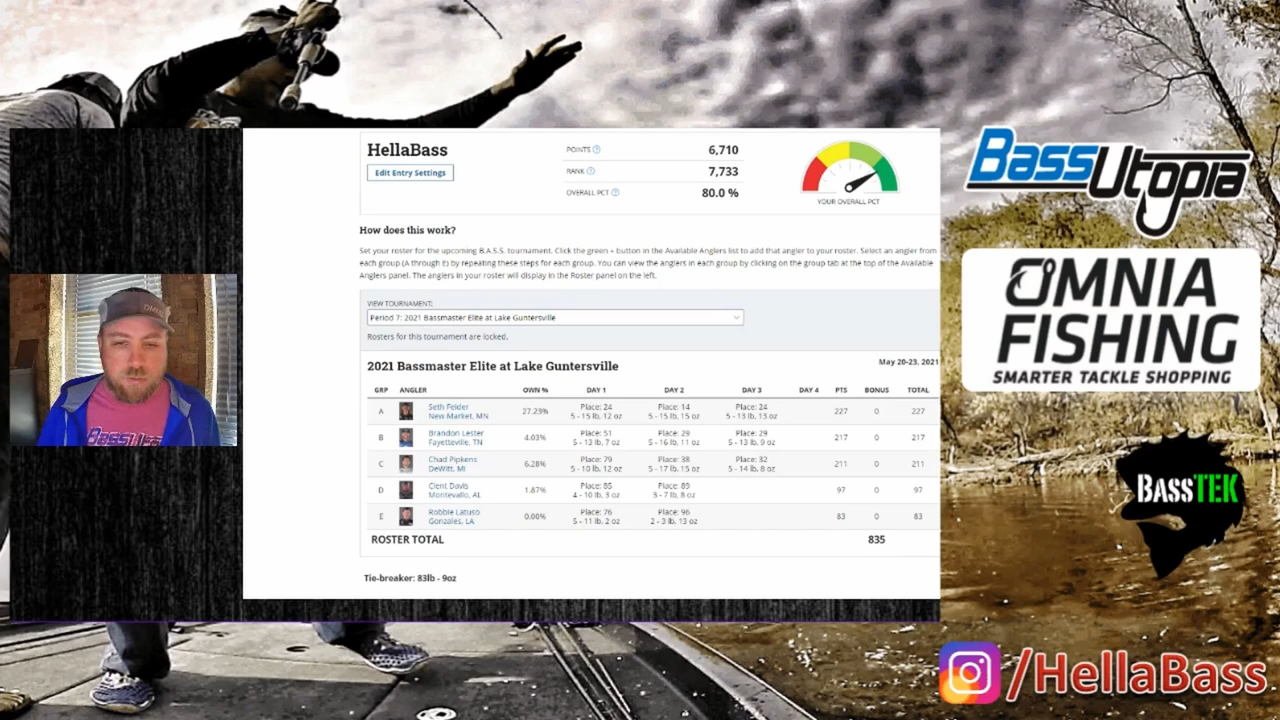 HellaBass
Edit Entry Settings
POINTS ? 6,710
RANK ? 7,733
OVERALL PCT ? 80.0 %
YOUR OVERALL PCT
How does this work?
Set your roster for the upcoming B.A.S.S. tournament. Click the green + button in the Available Anglers list to add that angler to your roster. Select an angler from
each group (A through E) by repeating these steps for each group. You can view the anglers in each group by clicking on the group tab at the top of the Available
Anglers panel. The anglers in your roster will display in the Roster panel on the left.
VIEW TOURNAMENT:
Period 7: 2021 Bassmaster Elite at Lake Guntersville
Rosters for this tournament are locked.
2021 Bassmaster Elite at Lake Guntersville May 20-23, 2021
GRP ANGLER OWN % DAY 1 DAY 2 DAY 3 DAY 4 PTS BONUS TOTAL
A Seth Feider 27.23% Place: 24 Place: 14 Place: 24 227 0 227
New Market, MN 5 - 15 lb, 12 oz 5 - 15 lb, 15 oz 5 - 13 lb, 13 oz
B Brandon Lester 4.03% Place: 51 Place: 29 Place: 29 217 0 217
Fayetteville, TN 5 - 13 lb, 7 oz 5 - 16 lb, 11 oz 5 - 13 lb, 9 oz
C Chad Pipkens 6.28% Place: 79 Place: 38 Place: 32 211 0 211
DeWitt, MI 5 - 10 lb, 12 oz 5 - 17 lb, 15 oz 5 - 14 lb, 8 oz
D Clent Davis 1.87% Place: 85 Place: 89 97 0 97
Montevallo, AL 4 - 10 lb, 3 oz 3 - 7 lb, 8 oz
E Robbie Latuso 0.00% Place: 76 Place: 96 83 0 83
Gonzales, LA 5 - 11 lb, 2 oz 2 - 3 lb, 13 oz
ROSTER TOTAL 835
Tie-breaker: 83lb - 9oz
BassUtopia
OMNIA
FISHING
SMARTER TACKLE SHOPPING
BASSTEK
/HellaBass